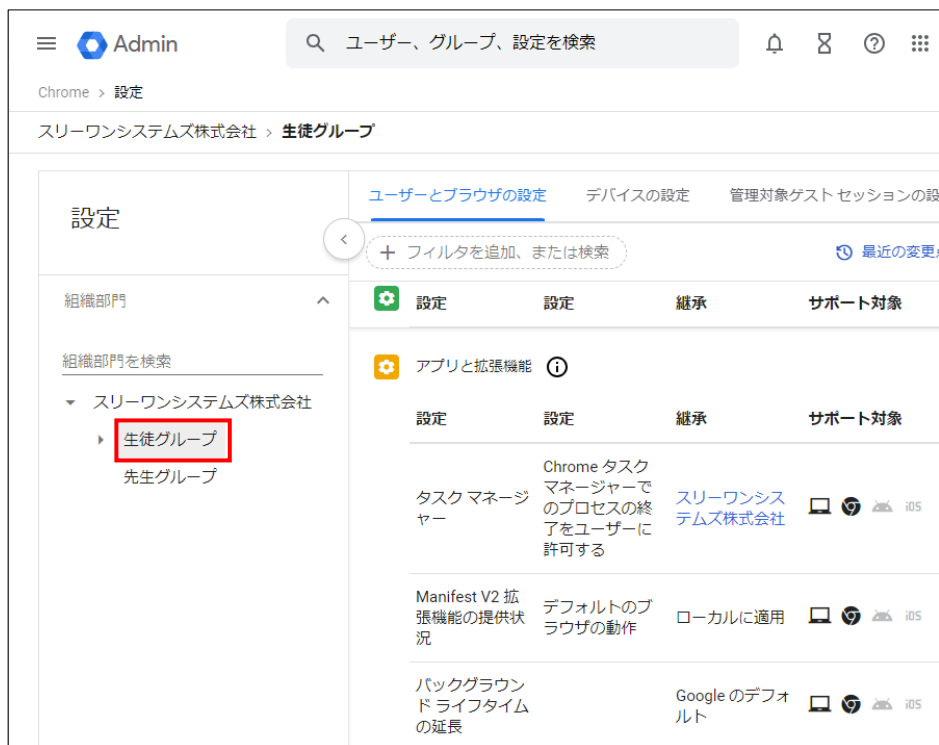 Admin
ユーザー、グループ、設定を検索
Chrome > 設定
スリーワンシステムズ株式会社 > 生徒グループ
設定
組織部門
組織部門を検索
スリーワンシステムズ株式会社
生徒グループ
先生グループ
ユーザーとブラウザの設定 デバイスの設定 管理対象ゲスト セッションの設
フィルタを追加、または検索
最近の変更点
設定 設定 継承 サポート対象
アプリと拡張機能
設定 設定 継承 サポート対象
タスク マネージ
ャー
Chrome タスク
マネージャーで
のプロセスの終
了をユーザーに
許可する
スリーワンシス
テムズ株式会社
iOS
Manifest V2 拡
張機能の提供状
況
デフォルトのブ
ラウザの動作
ローカルに適用
iOS
バックグラウン
ド ライフタイム
の延長
Google のデフォ
ルト
iOS